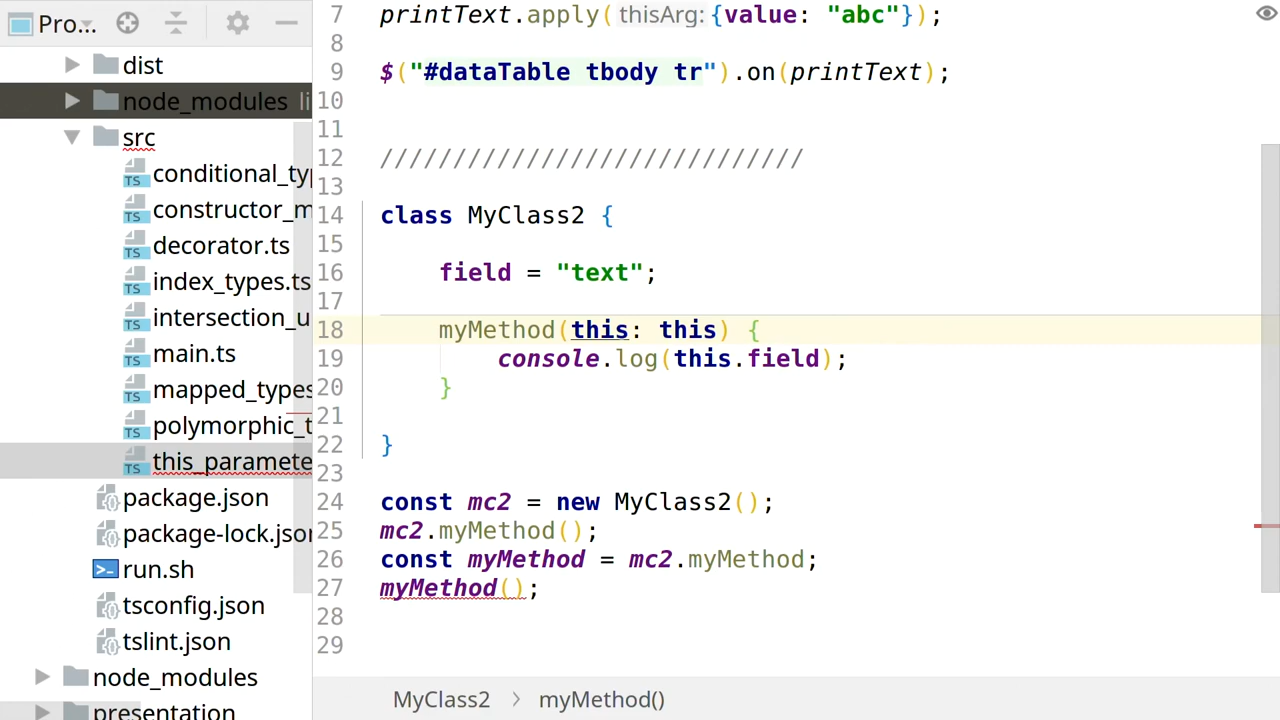 Pro...
dist
node_modules li
src
conditional_typ
constructor_m
decorator.ts
index_types.ts
intersection_u
main.ts
mapped_types
polymorphic_t
this_paramete
package.json
package-lock.json
run.sh
tsconfig.json
tslint.json
node_modules
presentation
7 printText.apply( thisArg: {value: "abc"});
8
9 $("#dataTable tbody tr").on(printText);
10
11
12 /////////////////////////////
13
14 class MyClass2 {
15
16 field = "text";
17
18 myMethod(this: this) {
19 console.log(this.field);
20 }
21
22 }
23
24 const mc2 = new MyClass2();
25 mc2.myMethod();
26 const myMethod = mc2.myMethod;
27 myMethod();
28
29
MyClass2 > myMethod()